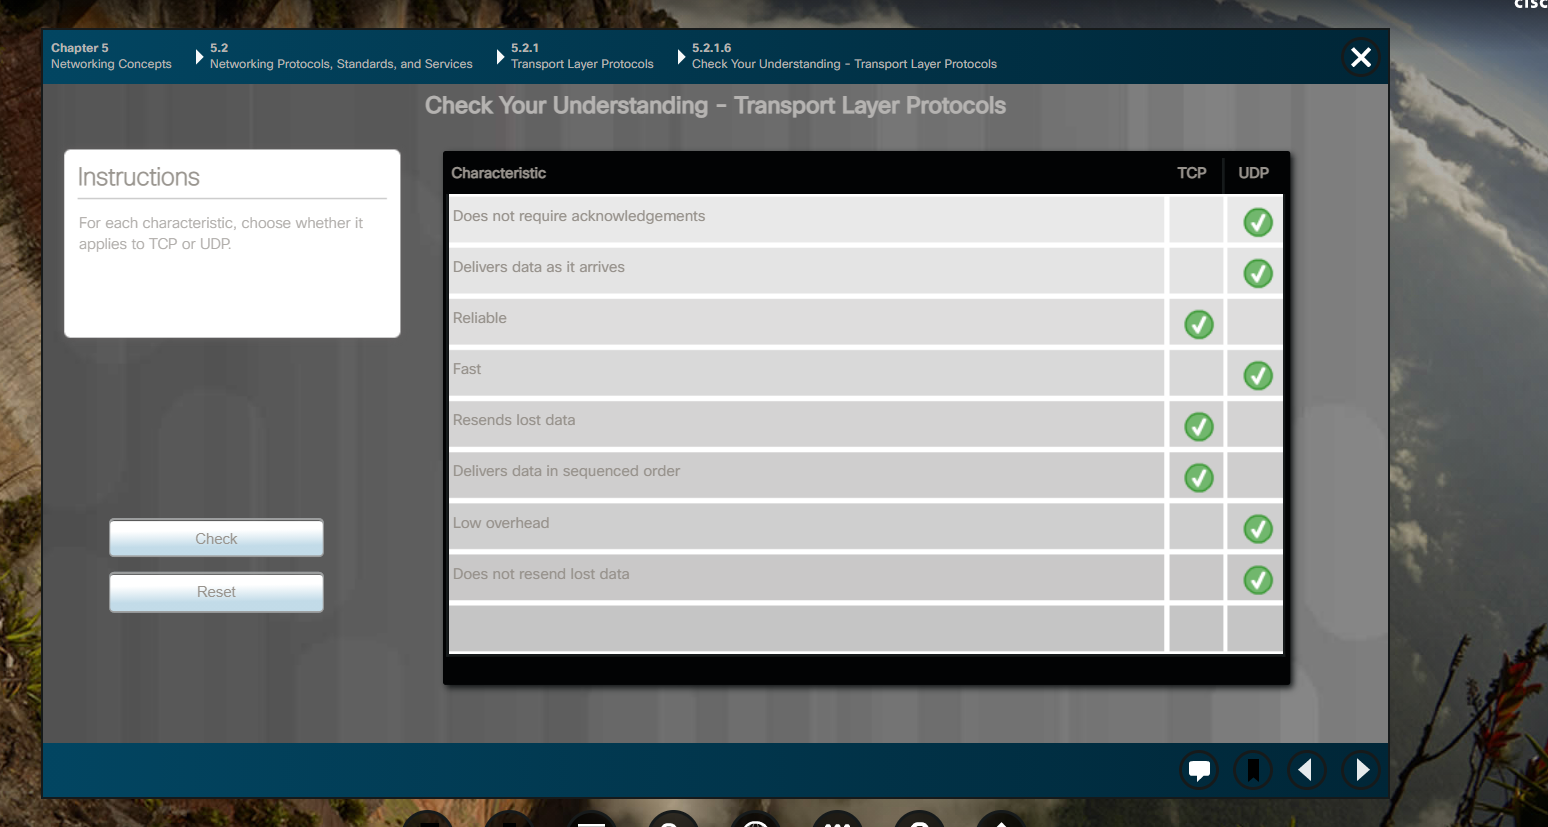 cisc
Chapter 5
Networking Concepts
5.2
Networking Protocols, Standards, and Services
5.2.1
Transport Layer Protocols
5.2.1.6
Check Your Understanding - Transport Layer Protocols
Check Your Understanding - Transport Layer Protocols
Instructions
For each characteristic, choose whether it
applies to TCP or UDP.
Check
Reset
Characteristic TCP UDP
Does not require acknowledgements
Delivers data as it arrives
Reliable
Fast
Resends lost data
Delivers data in sequenced order
Low overhead
Does not resend lost data